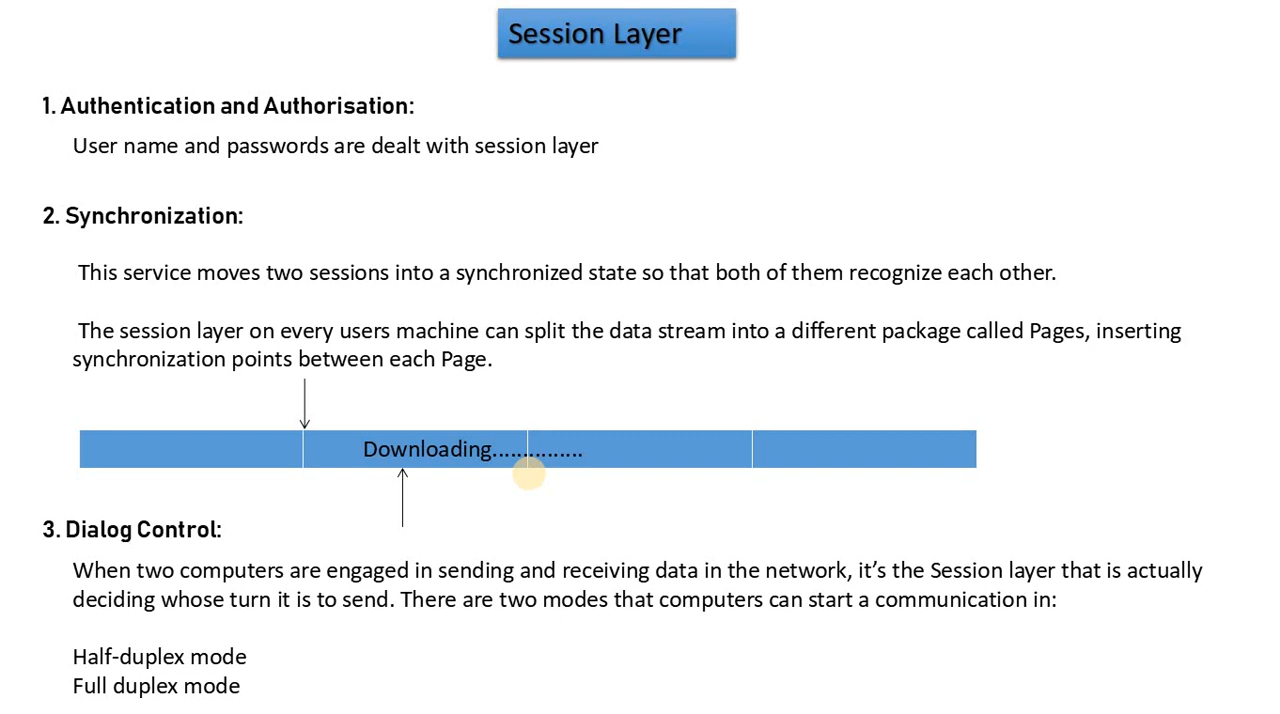 Session Layer
1. Authentication and Authorisation:
User name and passwords are dealt with session layer
2. Synchronization:
This service moves two sessions into a synchronized state so that both of them recognize each other.
The session layer on every users machine can split the data stream into a different package called Pages, inserting
synchronization points between each Page.
Downloading...............
3. Dialog Control:
When two computers are engaged in sending and receiving data in the network, it’s the Session layer that is actually
deciding whose turn it is to send. There are two modes that computers can start a communication in:
Half-duplex mode
Full duplex mode